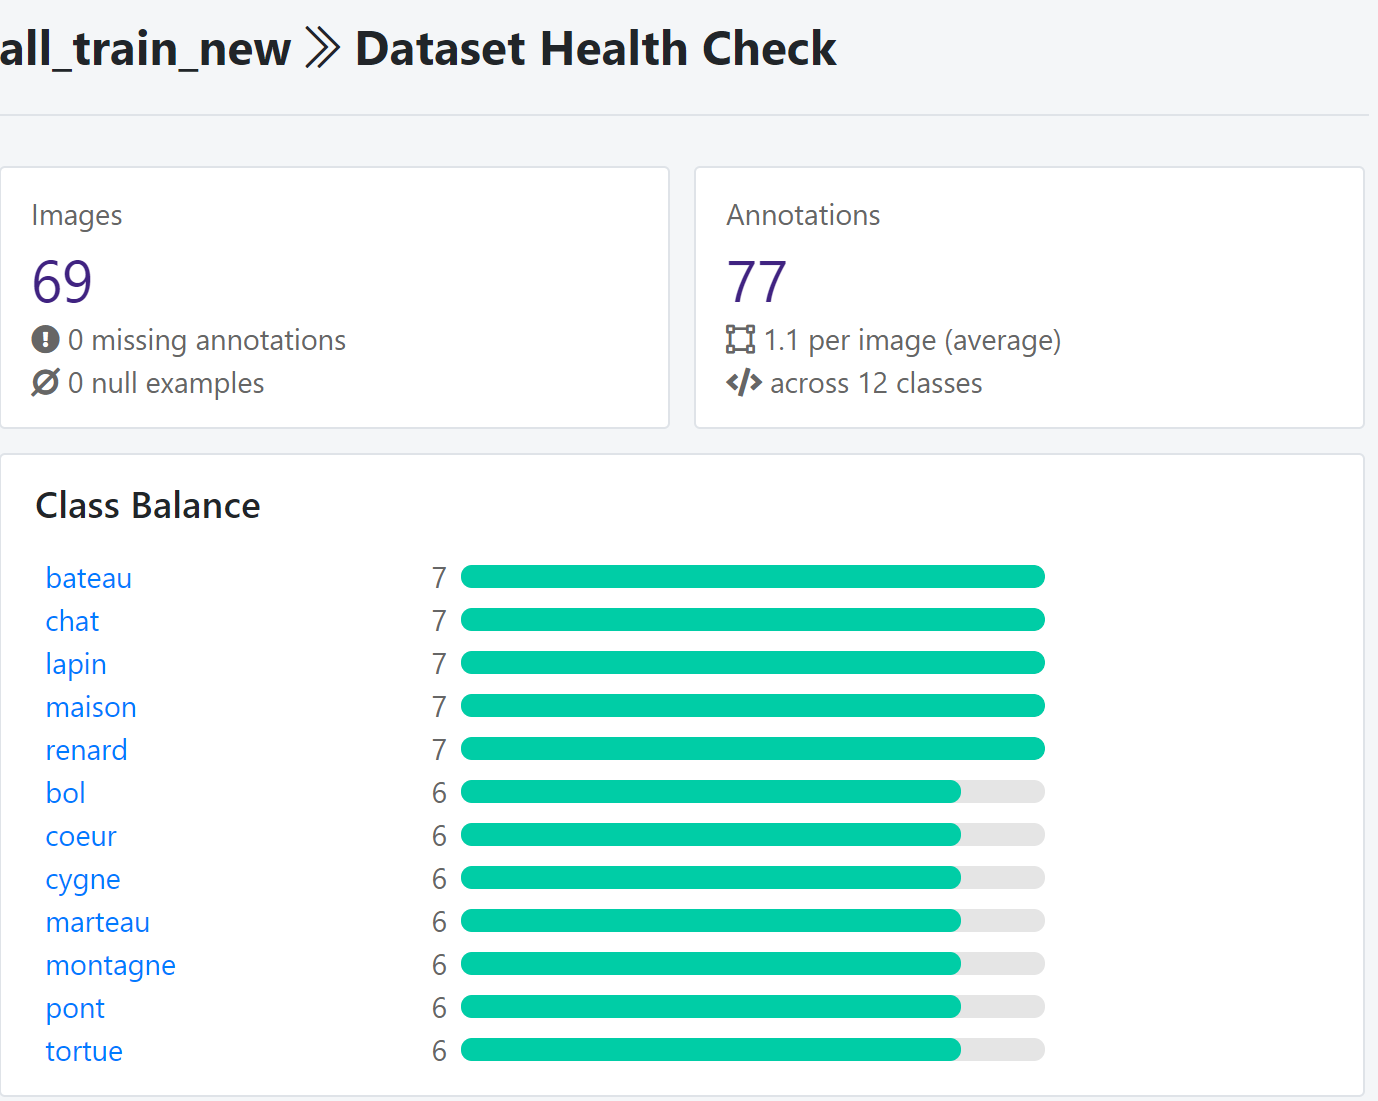 all_train_new » Dataset Health Check
Images
69
0 missing annotations
0 null examples
Annotations
77
1.1 per image (average)
</> across 12 classes
Class Balance
bateau 7
chat 7
lapin 7
maison 7
renard 7
bol 6
coeur 6
cygne 6
marteau 6
montagne 6
pont 6
tortue 6